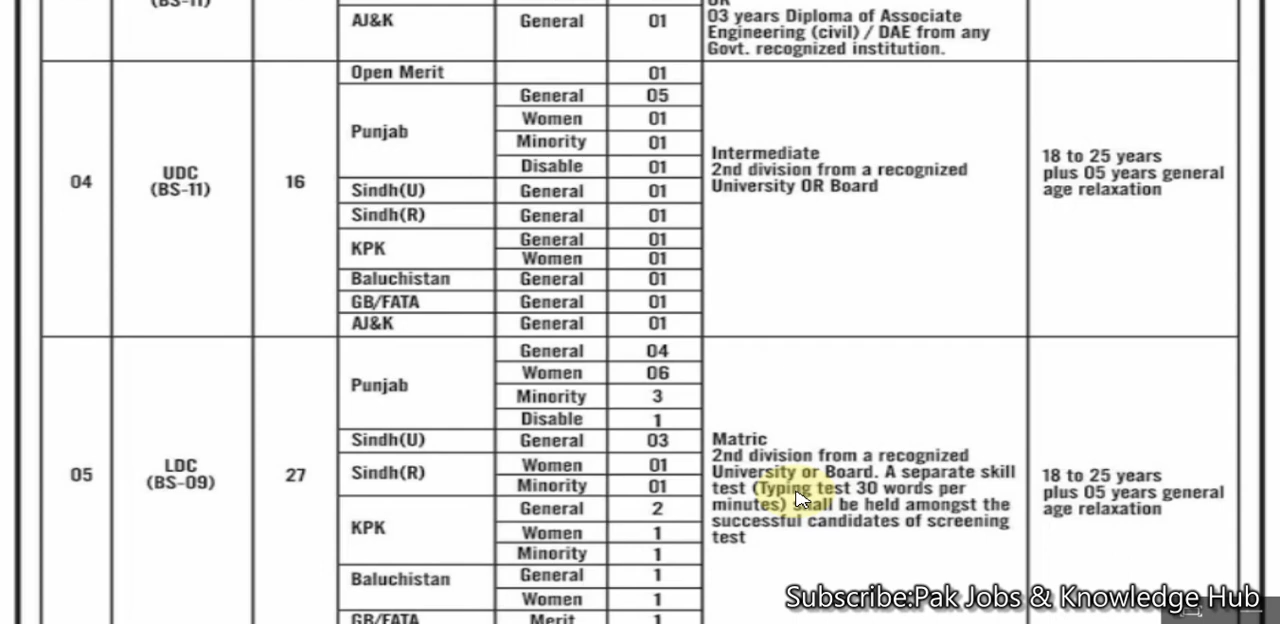 (BS-11)
AJ&K General 01
OR
03 years Diploma of Associate
Engineering (civil) / DAE from any
Govt. recognized institution.
04
UDC
(BS-11)
16
Open Merit 01
Punjab
General 05
Women 01
Minority 01
Disable 01
Sindh(U) General 01
Sindh(R) General 01
KPK
General 01
Women 01
Baluchistan General 01
GB/FATA General 01
AJ&K General 01
Intermediate
2nd division from a recognized
University OR Board
18 to 25 years
plus 05 years general
age relaxation
05
LDC
(BS-09)
27
Punjab
General 04
Women 06
Minority 3
Disable 1
Sindh(U) General 03
Sindh(R)
Women 01
Minority 01
KPK
General 2
Women 1
Minority 1
Baluchistan
General 1
Women 1
GB/FATA Merit 1
Matric
2nd division from a recognized
University or Board. A separate skill
test (Typing test 30 words per
minutes) shall be held amongst the
successful candidates of screening
test
18 to 25 years
plus 05 years general
age relaxation
Subscribe:Pak Jobs & Knowledge Hub